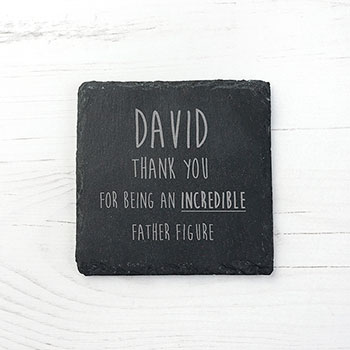 DAVID
THANK YOU
FOR BEING AN INCREDIBLE
FATHER FIGURE